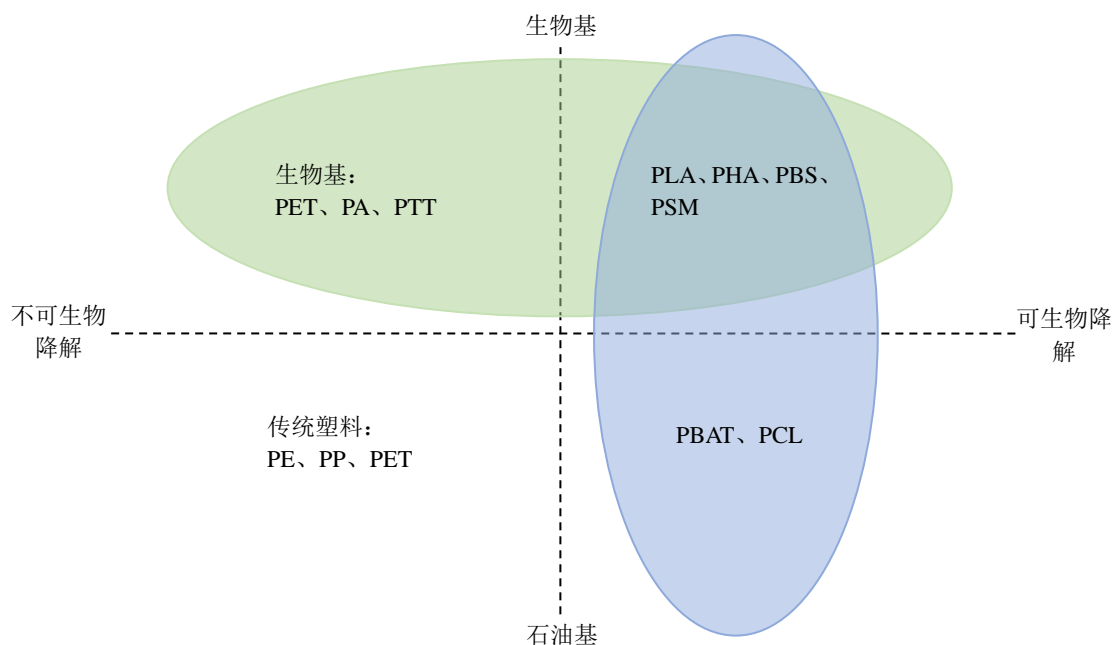 生物基
生物基：
PET、PA、PTT
PLA、PHA、PBS、
PSM
不可生物
降解
可生物降
解
传统塑料：
PE、PP、PET
PBAT、PCL
石油基